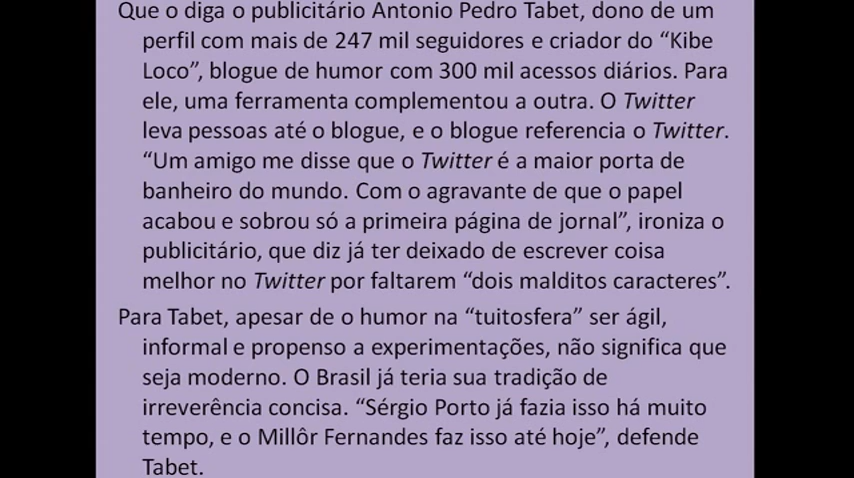 Que o diga o publicitário Antonio Pedro Tabet, dono de um
perfil com mais de 247 mil seguidores e criador do “Kibe
Loco”, blogue de humor com 300 mil acessos diários. Para
ele, uma ferramenta complementou a outra. O Twitter
leva pessoas até o blogue, e o blogue referencia o Twitter.
“Um amigo me disse que o Twitter é a maior porta de
banheiro do mundo. Com o agravante de que o papel
acabou e sobrou só a primeira página de jornal”, ironiza o
publicitário, que diz já ter deixado de escrever coisa
melhor no Twitter por faltarem “dois malditos caracteres”.
Para Tabet, apesar de o humor na “tuitosfera” ser ágil,
informal e propenso a experimentações, não significa que
seja moderno. O Brasil já teria sua tradição de
irreverência concisa. “Sérgio Porto já fazia isso há muito
tempo, e o Millôr Fernandes faz isso até hoje”, defende
Tabet.